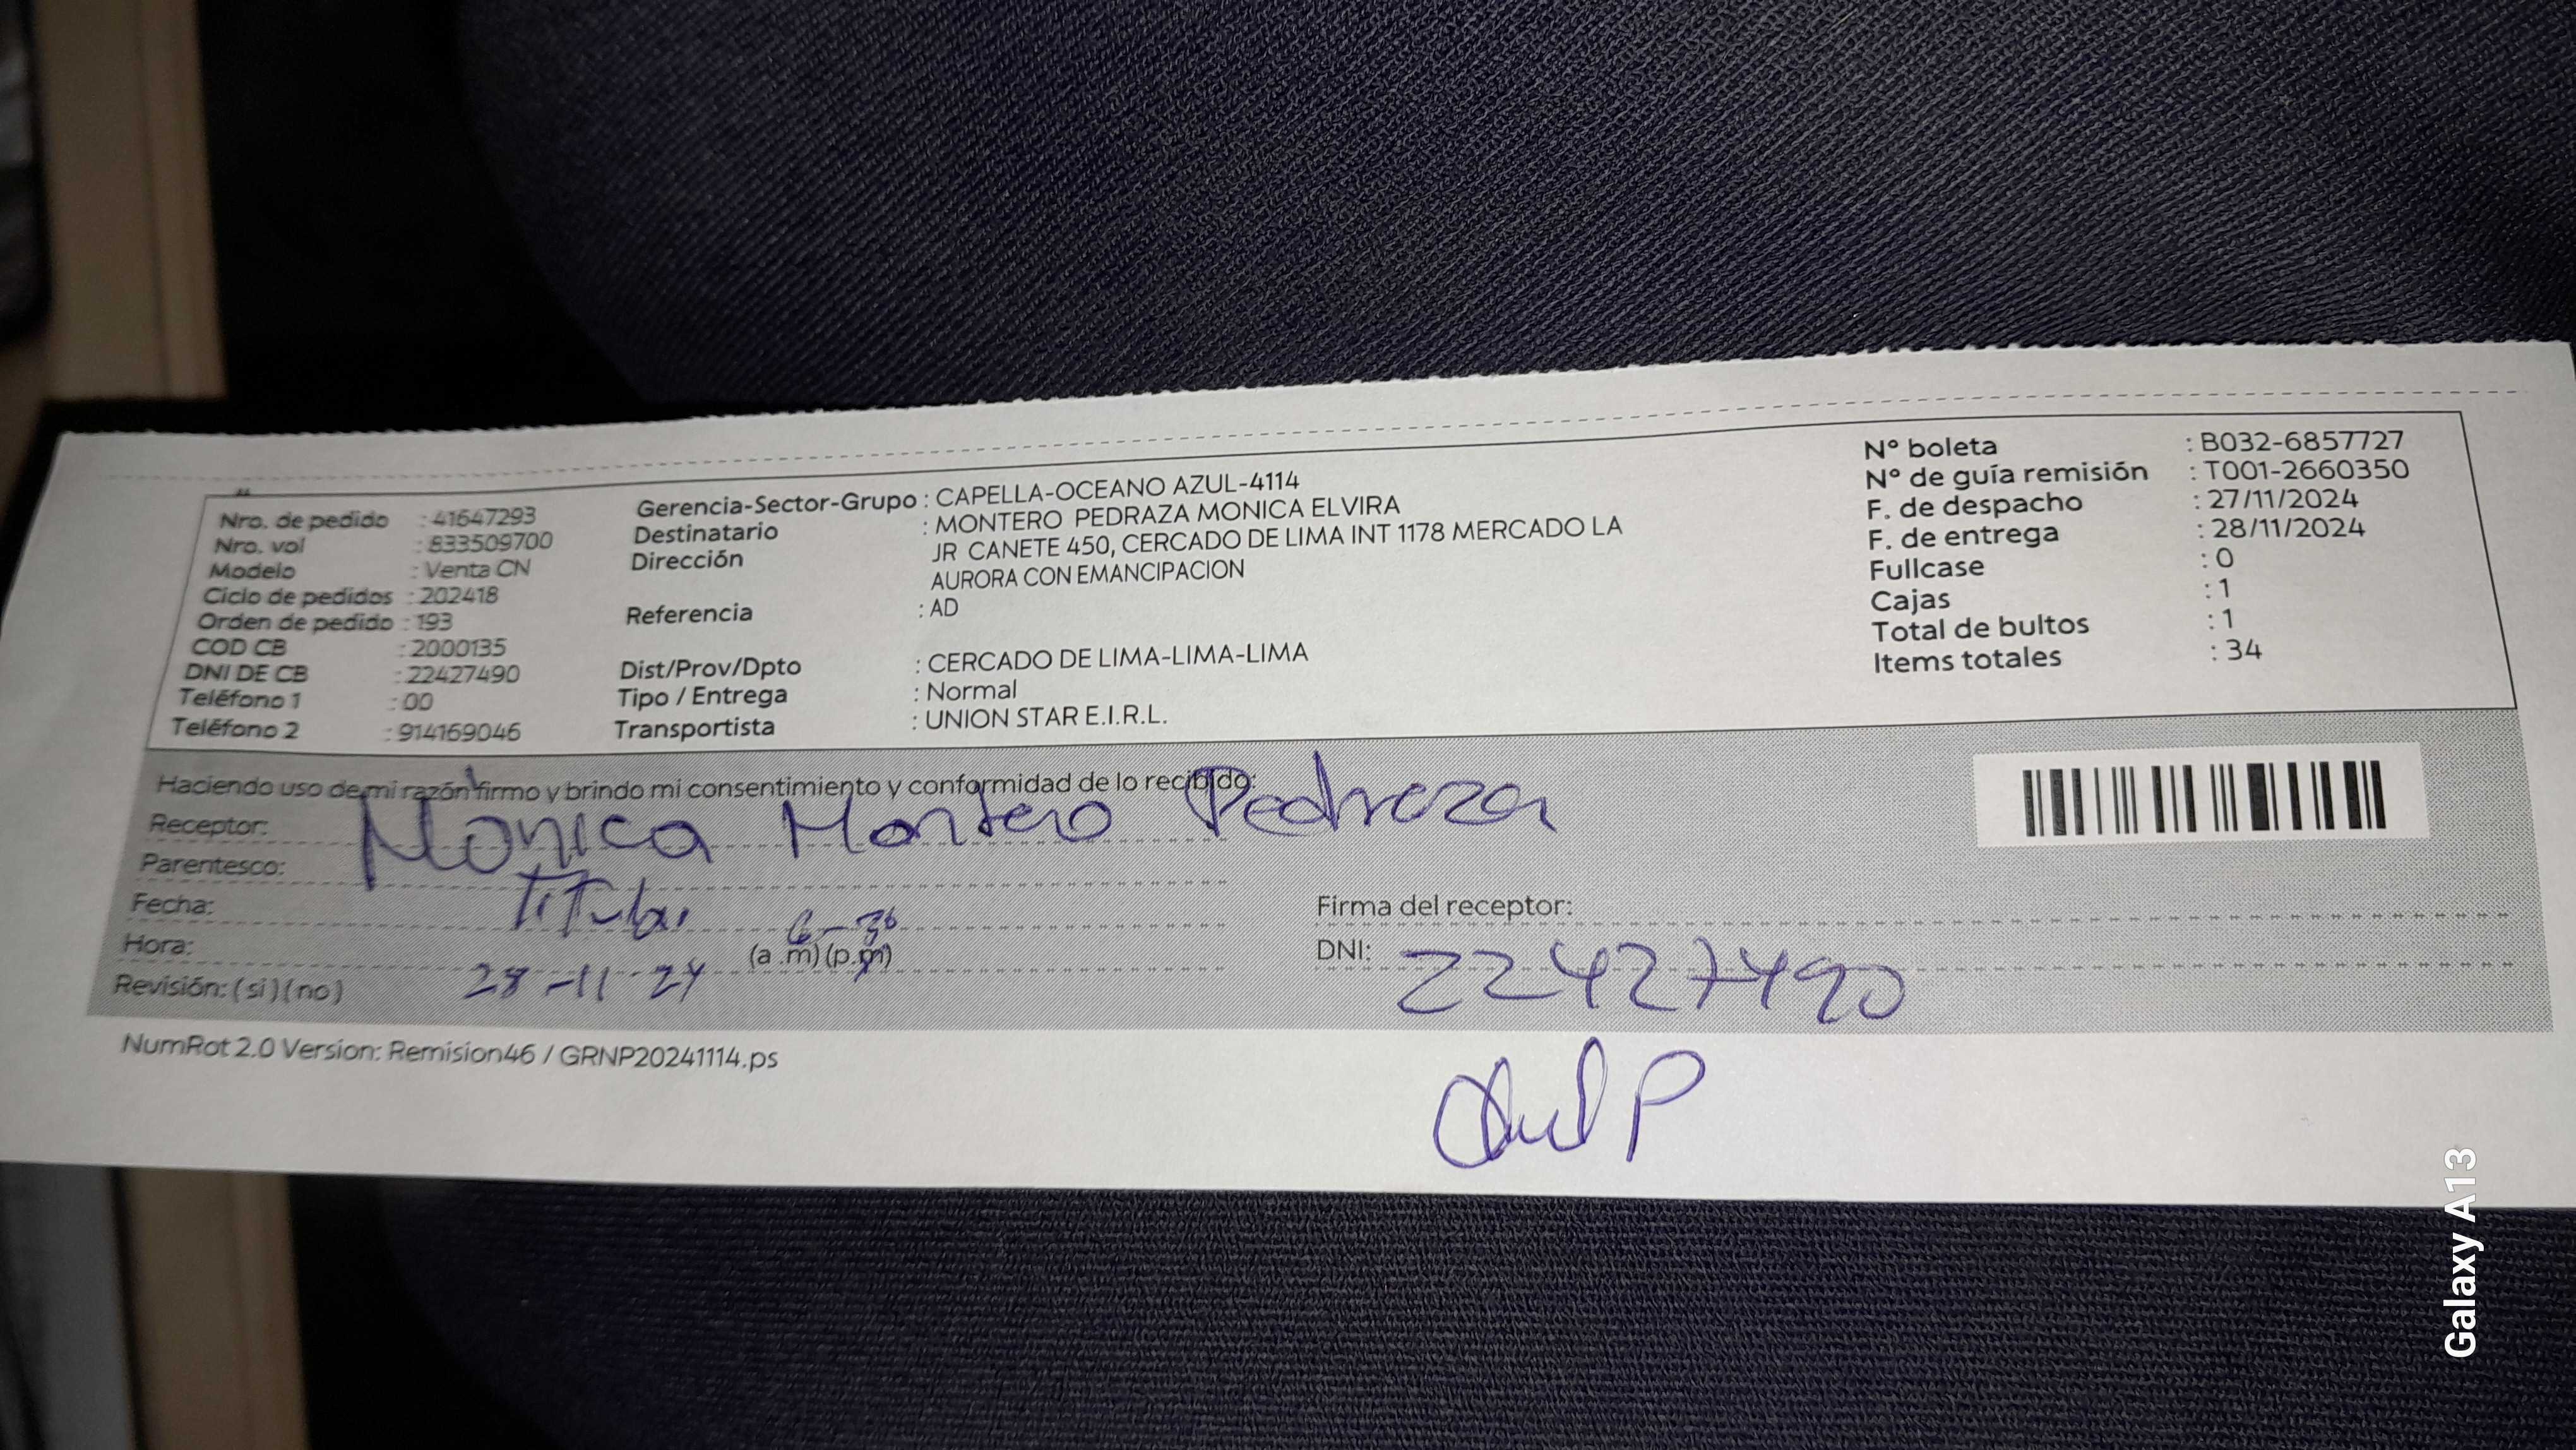 Nro. de pedido : 41647293
Nro. vol : 833509700
Modelo : Venta CN
Ciclo de pedidos : 202418
Orden de pedido : 193
COD CB : 2000135
DNI DE CB : 22427490
Teléfono 1 : 00
Teléfono 2 : 914169046
Gerencia-Sector-Grupo : CAPELLA-OCEANO AZUL-4114
Destinatario : MONTERO PEDRAZA MONICA ELVIRA
Dirección JR CANETE 450, CERCADO DE LIMA INT 1178 MERCADO LA
AURORA CON EMANCIPACION
Referencia : AD
Dist/Prov/Dpto : CERCADO DE LIMA-LIMA-LIMA
Tipo / Entrega : Normal
Transportista : UNION STAR E.I.R.L.
N° boleta : B032-6857727
N° de guía remisión : T001-2660350
F. de despacho : 27/11/2024
F. de entrega : 28/11/2024
Fullcase : 0
Cajas : 1
Total de bultos : 1
Items totales : 34
Haciendo uso de mi razón firmo y brindo mi consentimiento y conformidad de lo recibido:
Receptor: Monica Montero Pedraza
Parentesco: Titular
Fecha:
6-30
Hora: (a .m) (p.m)
28-11-24
Revisión: (si) (no)
Firma del receptor:
DNI: 22427490
NumRot 2.0 Version: Remision46 / GRNP20241114.ps
Galaxy A13